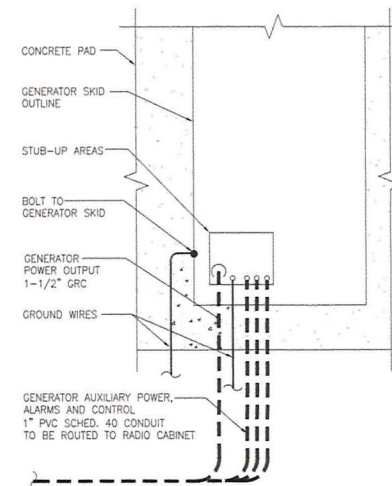 CONCRETE PAD
GENERATOR SKID
OUTLINE
STUB-UP AREAS
BOLT TO
GENERATOR SKID
GENERATOR
POWER OUTPUT
1-1/2" GRC
GROUND WIRES
GENERATOR AUXILIARY POWER,
ALARMS AND CONTROL
1" PVC SCHED. 40 CONDUIT
TO BE ROUTED TO RADIO CABINET